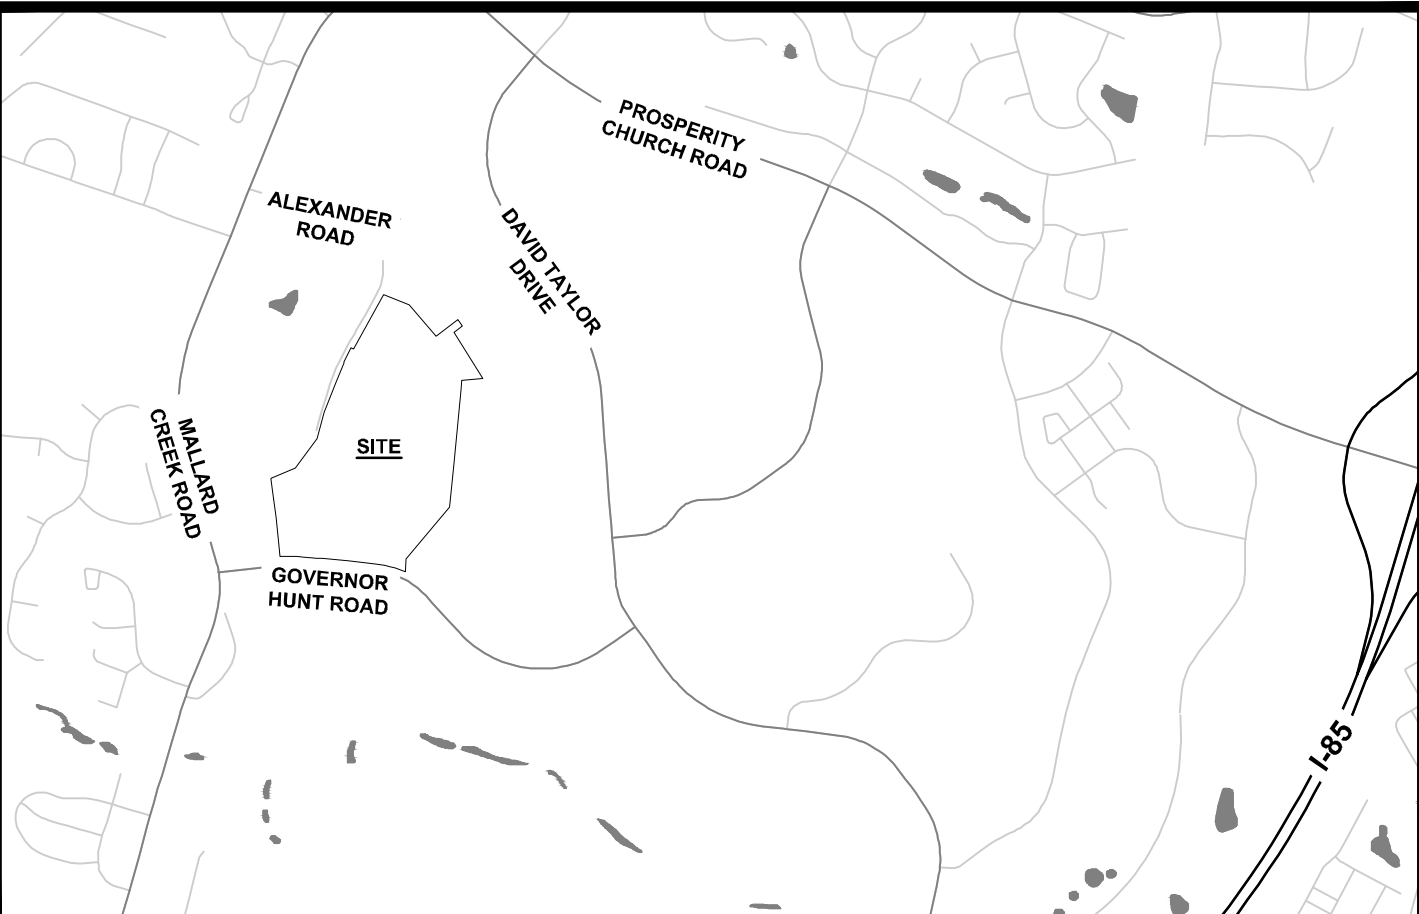 PROSPERITY
CHURCH ROAD
ALEXANDER
ROAD
DAVID TAYLOR
DRIVE
MALLARD
CREEK ROAD
SITE
GOVERNOR
HUNT ROAD
I-85